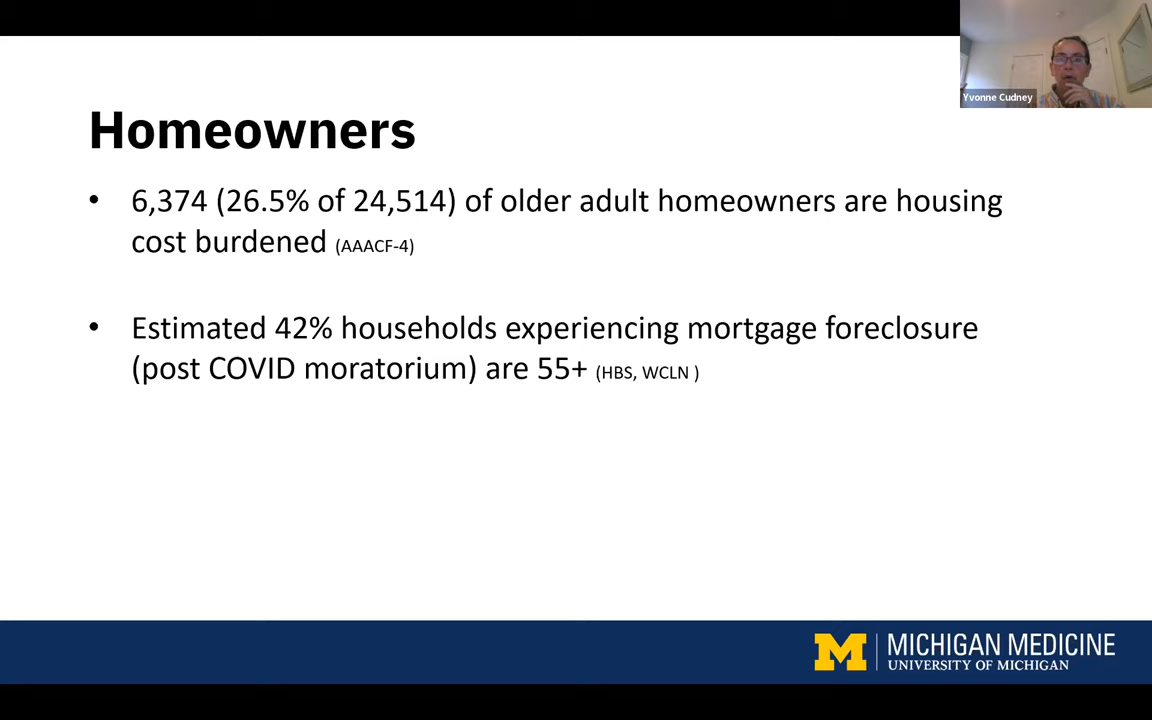 Yvonne Cudney
Homeowners
• 6,374 (26.5% of 24,514) of older adult homeowners are housing
cost burdened (AAACF-4)
• Estimated 42% households experiencing mortgage foreclosure
(post COVID moratorium) are 55+ (HBS, WCLN )
M MICHIGAN MEDICINE
UNIVERSITY OF MICHIGAN